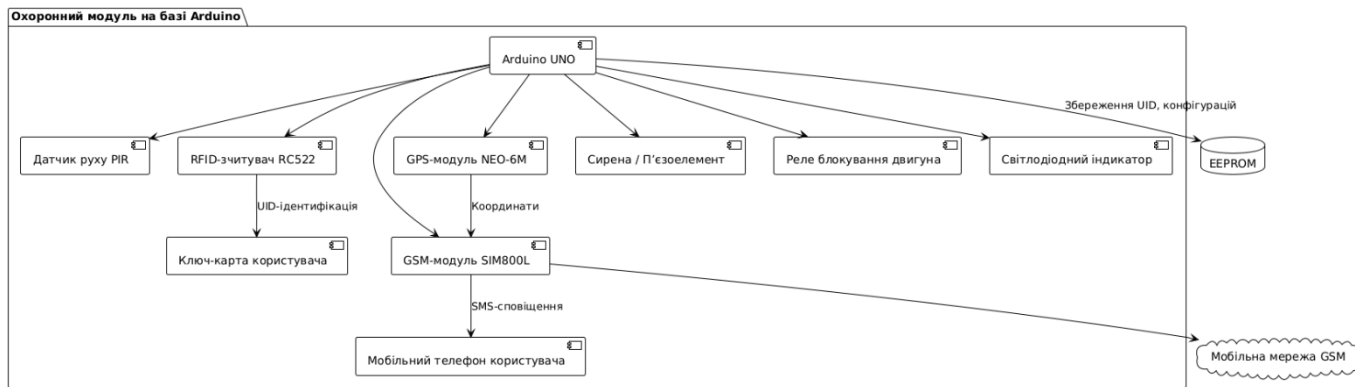 Охоронний модуль на базі Arduino
Arduino UNO
Збереження UID, конфігурацій
Датчик руху PIR
RFID-зчитувач RC522
GPS-модуль NEO-6M
Сирена / П’єзоелемент
Реле блокування двигуна
Світлодіодний індикатор
EEPROM
UID-ідентифікація
Координати
Ключ-карта користувача
GSM-модуль SIM800L
SMS-сповіщення
Мобільний телефон користувача
Мобільна мережа GSM